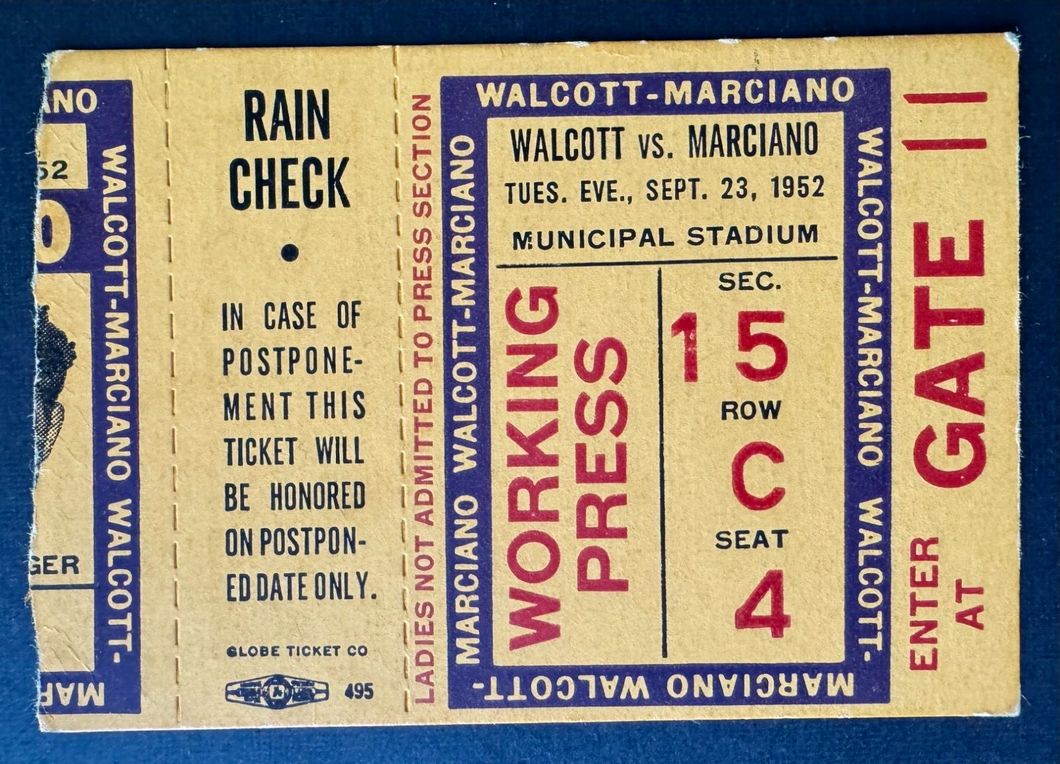 ANO
52
0
GER
MAR
WALCOTT-MARCIANO WALCOTT-
RAIN
CHECK
•
IN CASE OF
POSTPONE-
MENT THIS
TICKET WILL
BE HONORED
ON POSTPON-
ED DATE ONLY.
GLOBE TICKET CO
495
LADIES NOT ADMITTED TO PRESS SECTION
MARCIANO WALCOTT-MARCIANO
WALCOTT-MARCIANO
WALCOTT vs. MARCIANO
TUES. EVE., SEPT. 23, 1952
MUNICIPAL STADIUM
WORKING
PRESS
SEC.
15
ROW
C
SEAT
4
WALCOTT-MARCIANO WALCOTT-
MARCIANO WALCOTT-
ENTER
AT
GATE 11